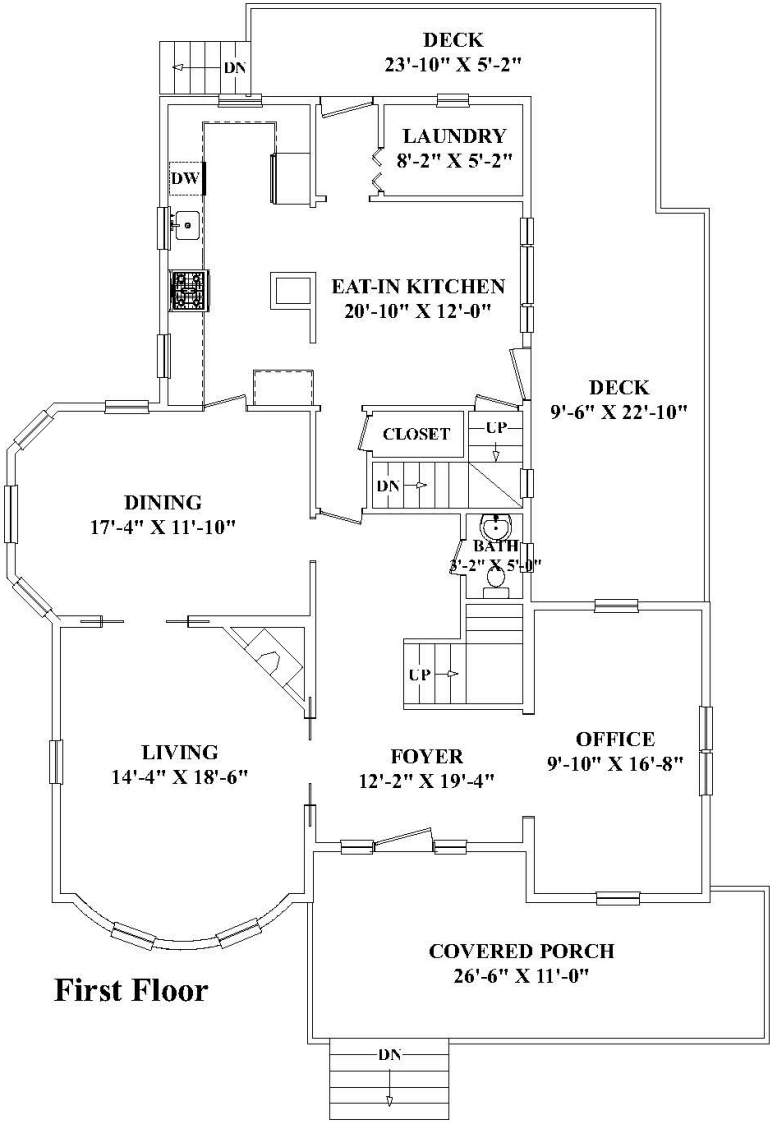 DECK
23'-10" X 5'-2"
DN
LAUNDRY
8'-2" X 5'-2"
DW
EAT-IN KITCHEN
20'-10" X 12'-0"
DECK
9'-6" X 22'-10"
UP
CLOSET
DN
DINING
17'-4" X 11'-10"
BATH
3'-2" X 5'-0"
UP
LIVING
14'-4" X 18'-6"
FOYER
12'-2" X 19'-4"
OFFICE
9'-10" X 16'-8"
COVERED PORCH
26'-6" X 11'-0"
First Floor
DN